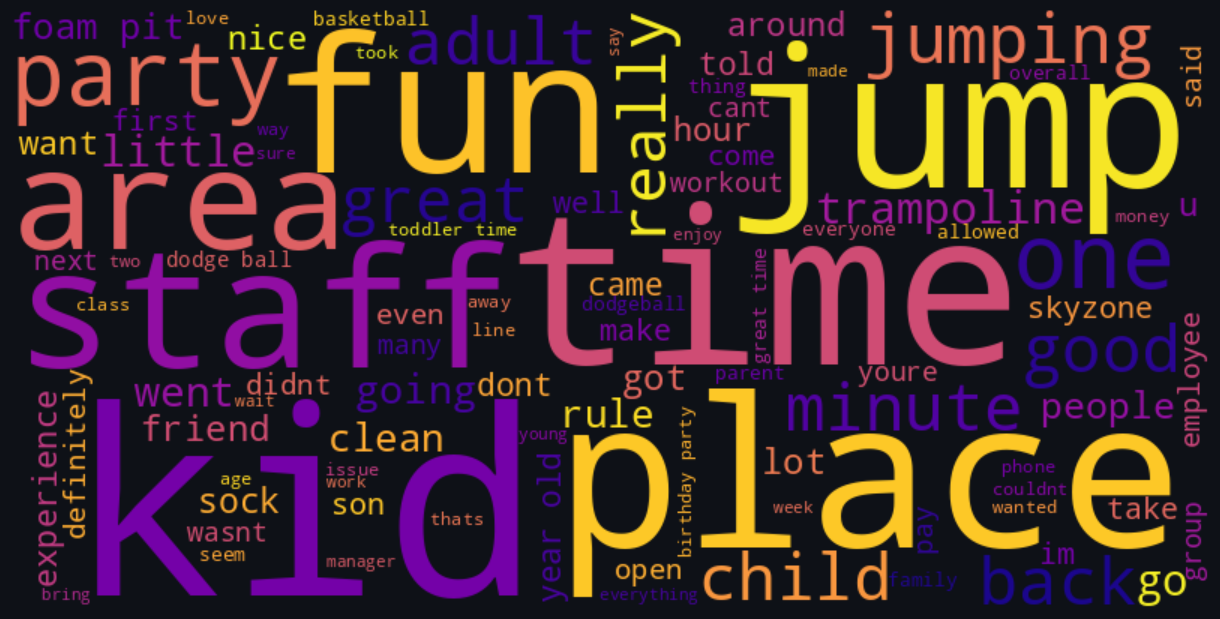 foam pit
love
nice
basketball
took
adult
say
really
around
jumping
told
made
overall
said
party
fun
thing
jump
first
way
cant
want
little
sure
hour
come
area
great
well
workout
trampoline
money
u
toddler time
enjoy
everyone
allowed
next
two
dodge ball
staff
time
one
class
away
even
line
many
came
dodgeball
make
great time
skyzone
good
employee
went
didnt
wait
going
dont
got
parent
youre
experience
definitely
friend
clean
rule
minute
people
kid
young
place
birthday party
lot
age
issue
work
sock
son
year old
thats
wasnt
seem
manager
week
phone
couldnt
wanted
take
pay
group
bring
open
everything
child
family
im
back
go